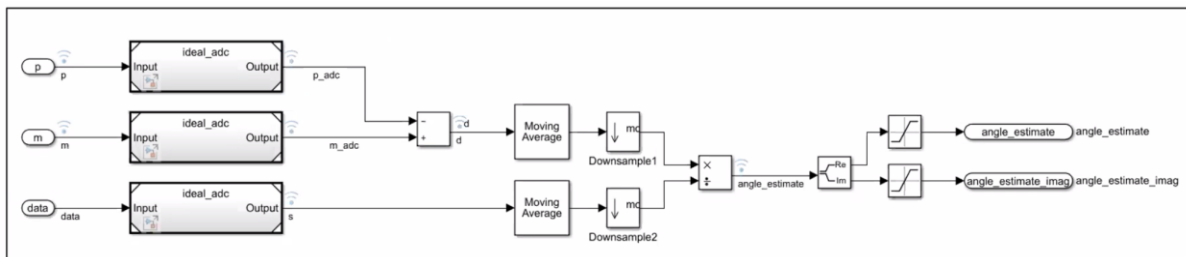 ideal_adc
p
p
Input
Output
p_adc
ideal_adc
m
m
Input
Output
m_adc
−
+
d
d
Moving
Average
Downsample1
ideal_adc
data
data
Input
Output
s
Moving
Average
Downsample2
×
÷
angle_estimate
Re
Im
angle_estimate
angle_estimate
angle_estimate_imag
angle_estimate_imag